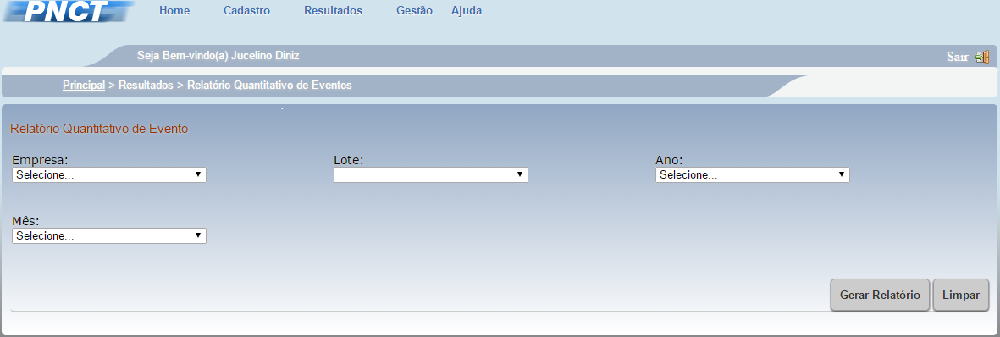 PNCT Home Cadastro Resultados Gestão Ajuda
Seja Bem-vindo(a) Jucelino Diniz Sair
Principal > Resultados > Relatório Quantitativo de Eventos
Relatório Quantitativo de Evento
Empresa: Lote: Ano:
Selecione... Selecione...
Mês:
Selecione...
Gerar Relatório Limpar